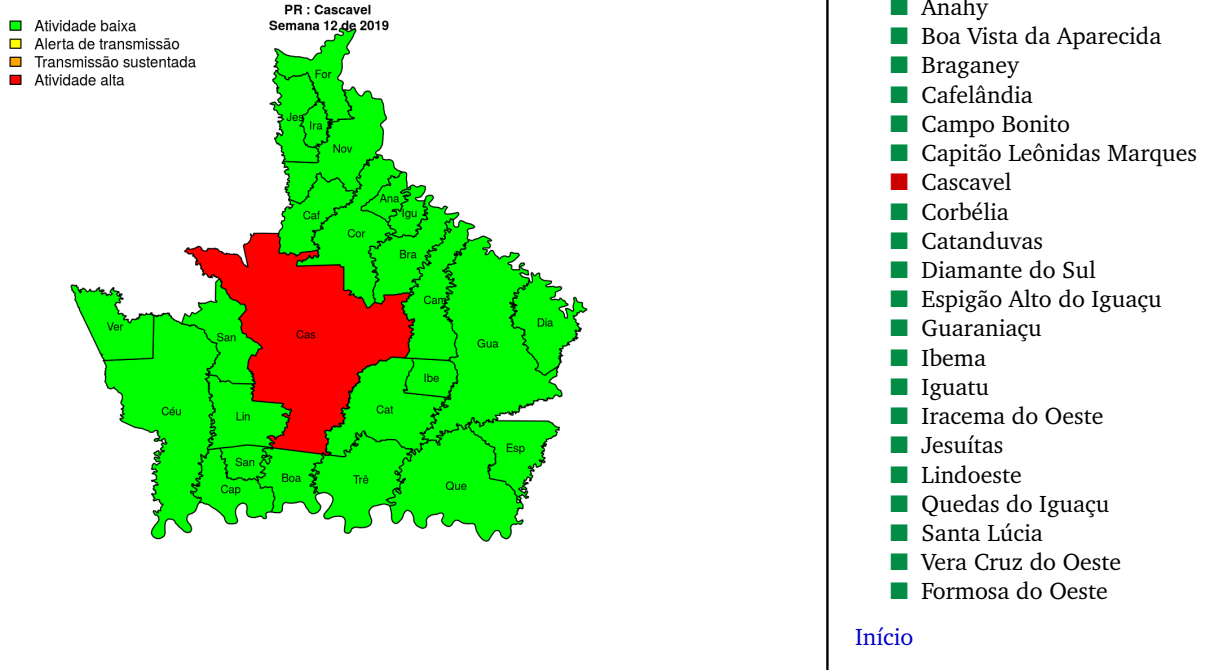 PR : Cascavel
Semana 12 de 2019
Atividade baixa
Alerta de transmissão
Transmissão sustentada
Atividade alta
For
Jes
Ira
Nov
Ana
Igu
Caf
Cor
Bra
Cam
Ver
San
Cas
Gua
Dia
Ibe
Céu
Lin
Cat
Esp
San
Cap
Boa
Trê
Que
Anahy
Boa Vista da Aparecida
Braganey
Cafelândia
Campo Bonito
Capitão Leônidas Marques
Cascavel
Corbélia
Catanduvas
Diamante do Sul
Espigão Alto do Iguaçu
Guaraniaçu
Ibema
Iguatu
Iracema do Oeste
Jesuítas
Lindoeste
Quedas do Iguaçu
Santa Lúcia
Vera Cruz do Oeste
Formosa do Oeste
Início